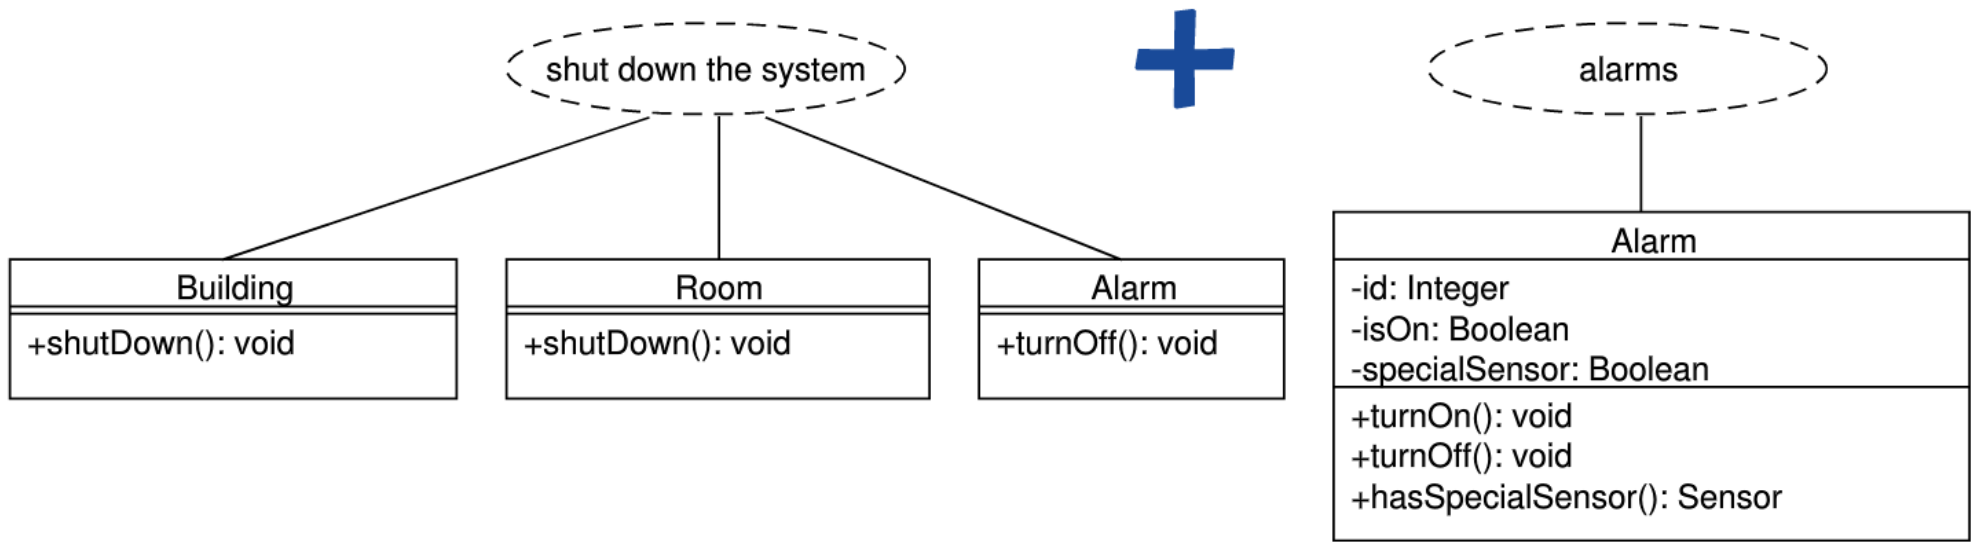 shut down the system
alarms
Building
+shutDown(): void
Room
+shutDown(): void
Alarm
+turnOff(): void
Alarm
-id: Integer
-isOn: Boolean
-specialSensor: Boolean
+turnOn(): void
+turnOff(): void
+hasSpecialSensor(): Sensor